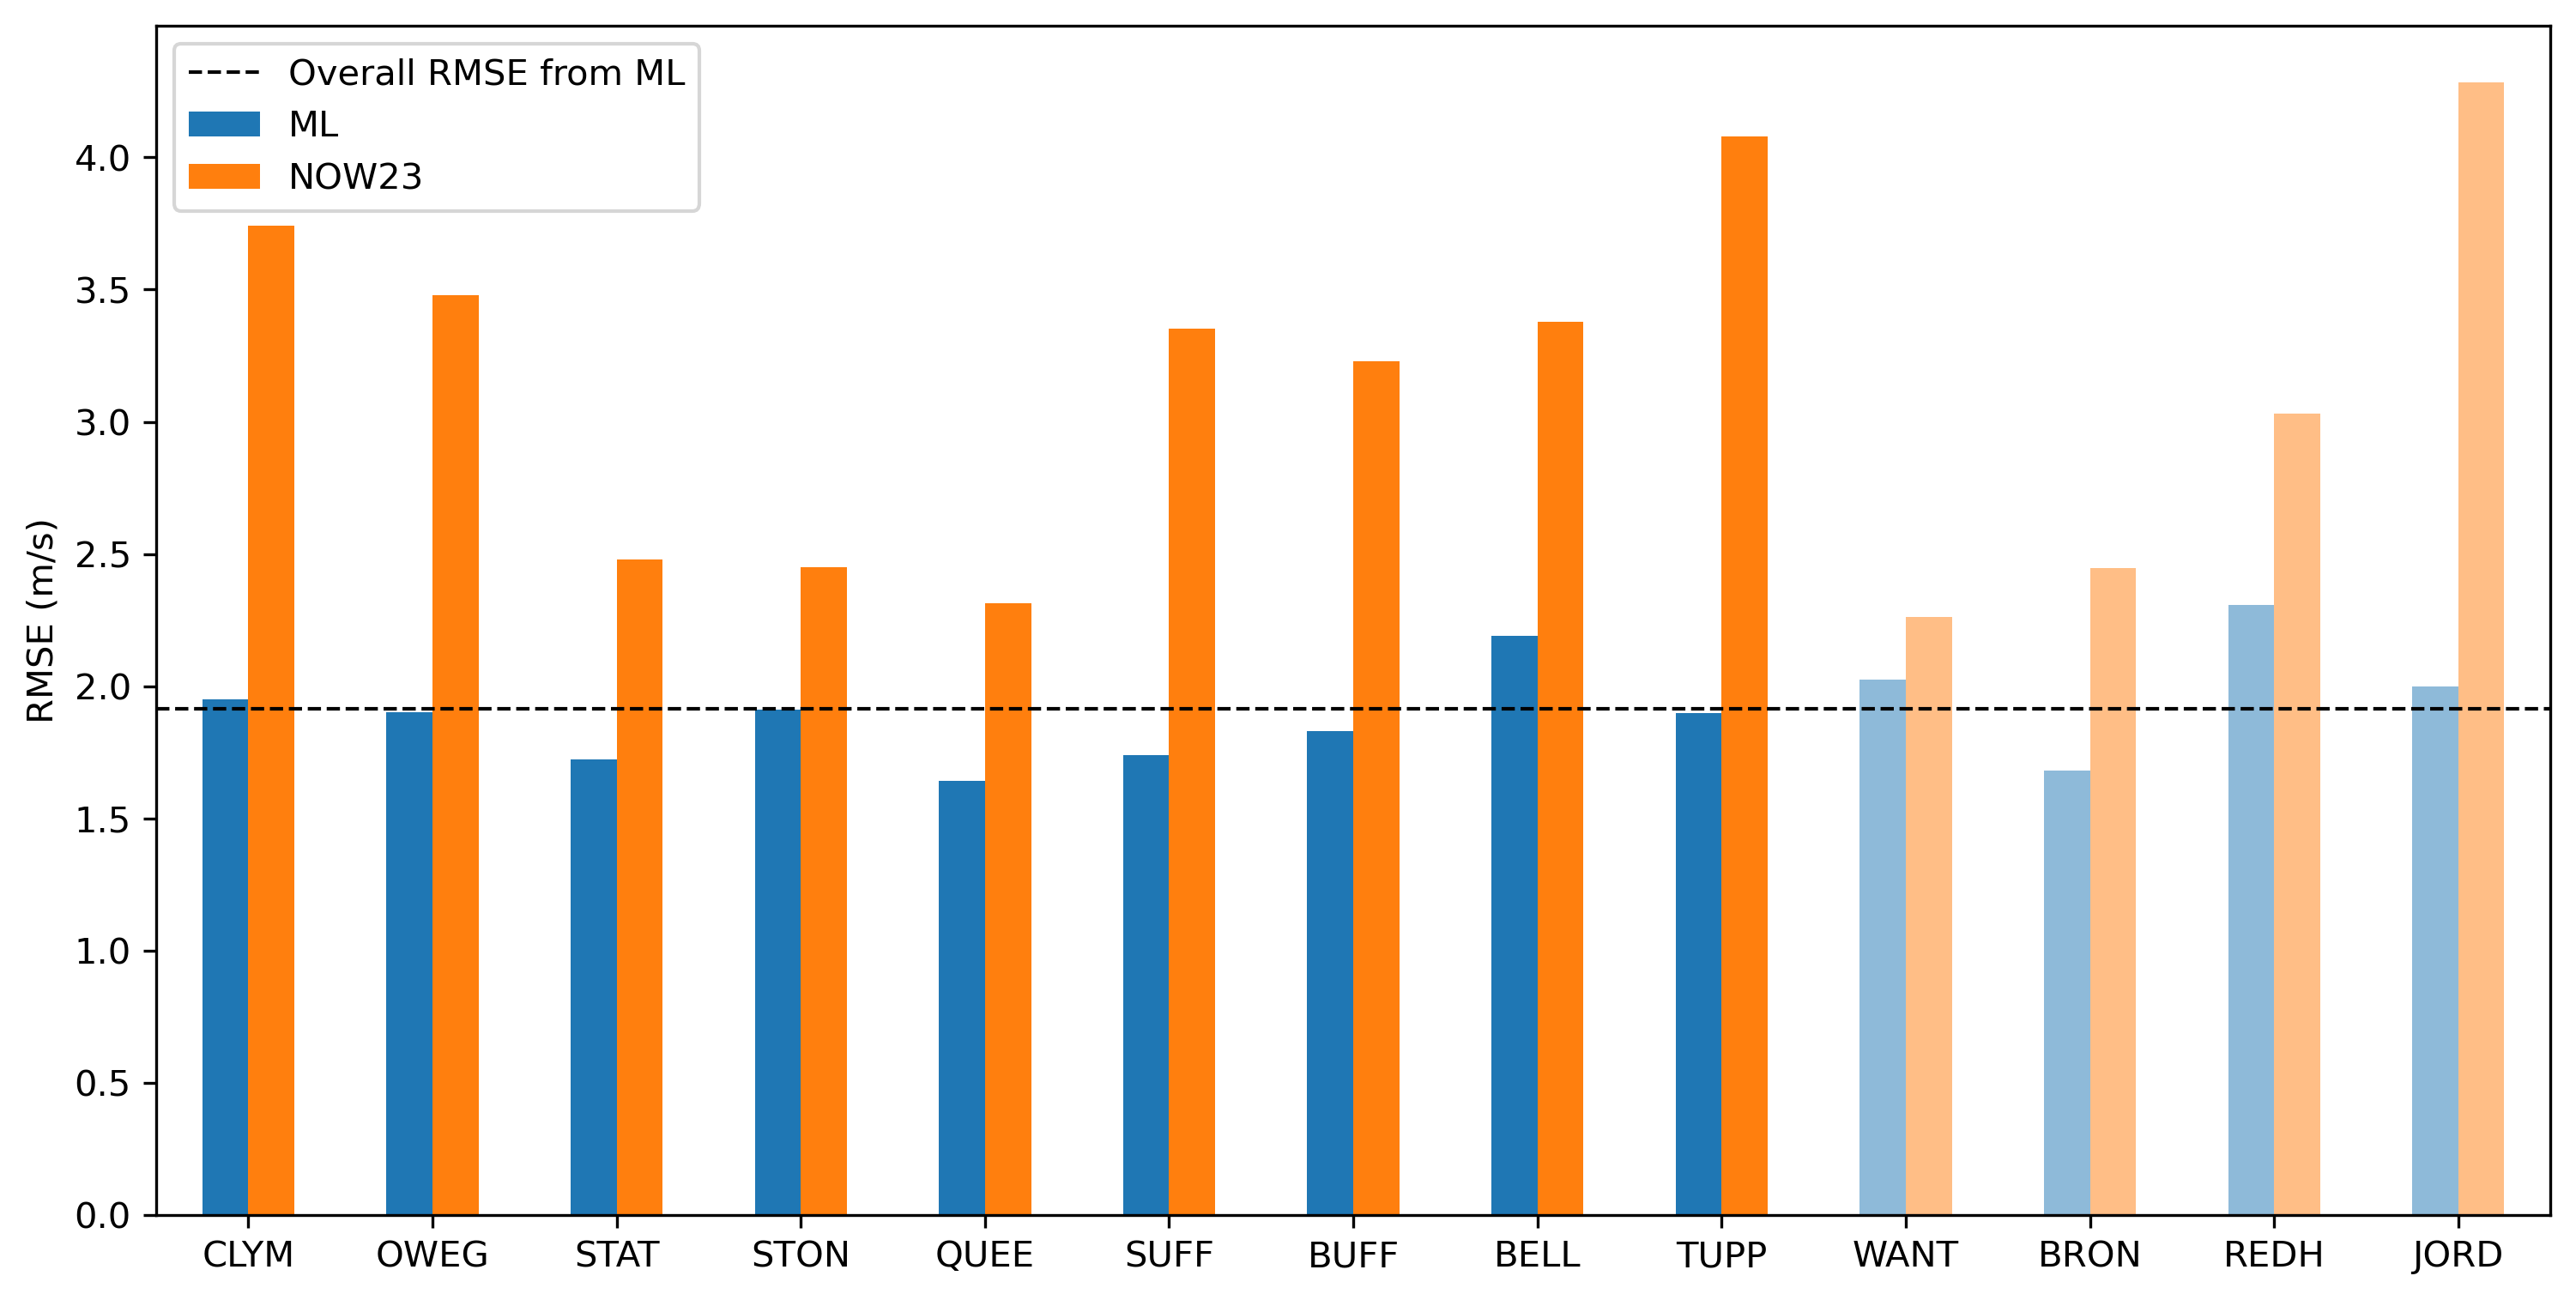 Overall RMSE from ML
ML
NOW23
RMSE (m/s)
4.0
3.5
3.0
2.5
2.0
1.5
1.0
0.5
0.0
CLYM OWEG STAT STON QUEE SUFF BUFF BELL TUPP WANT BRON REDH JORD